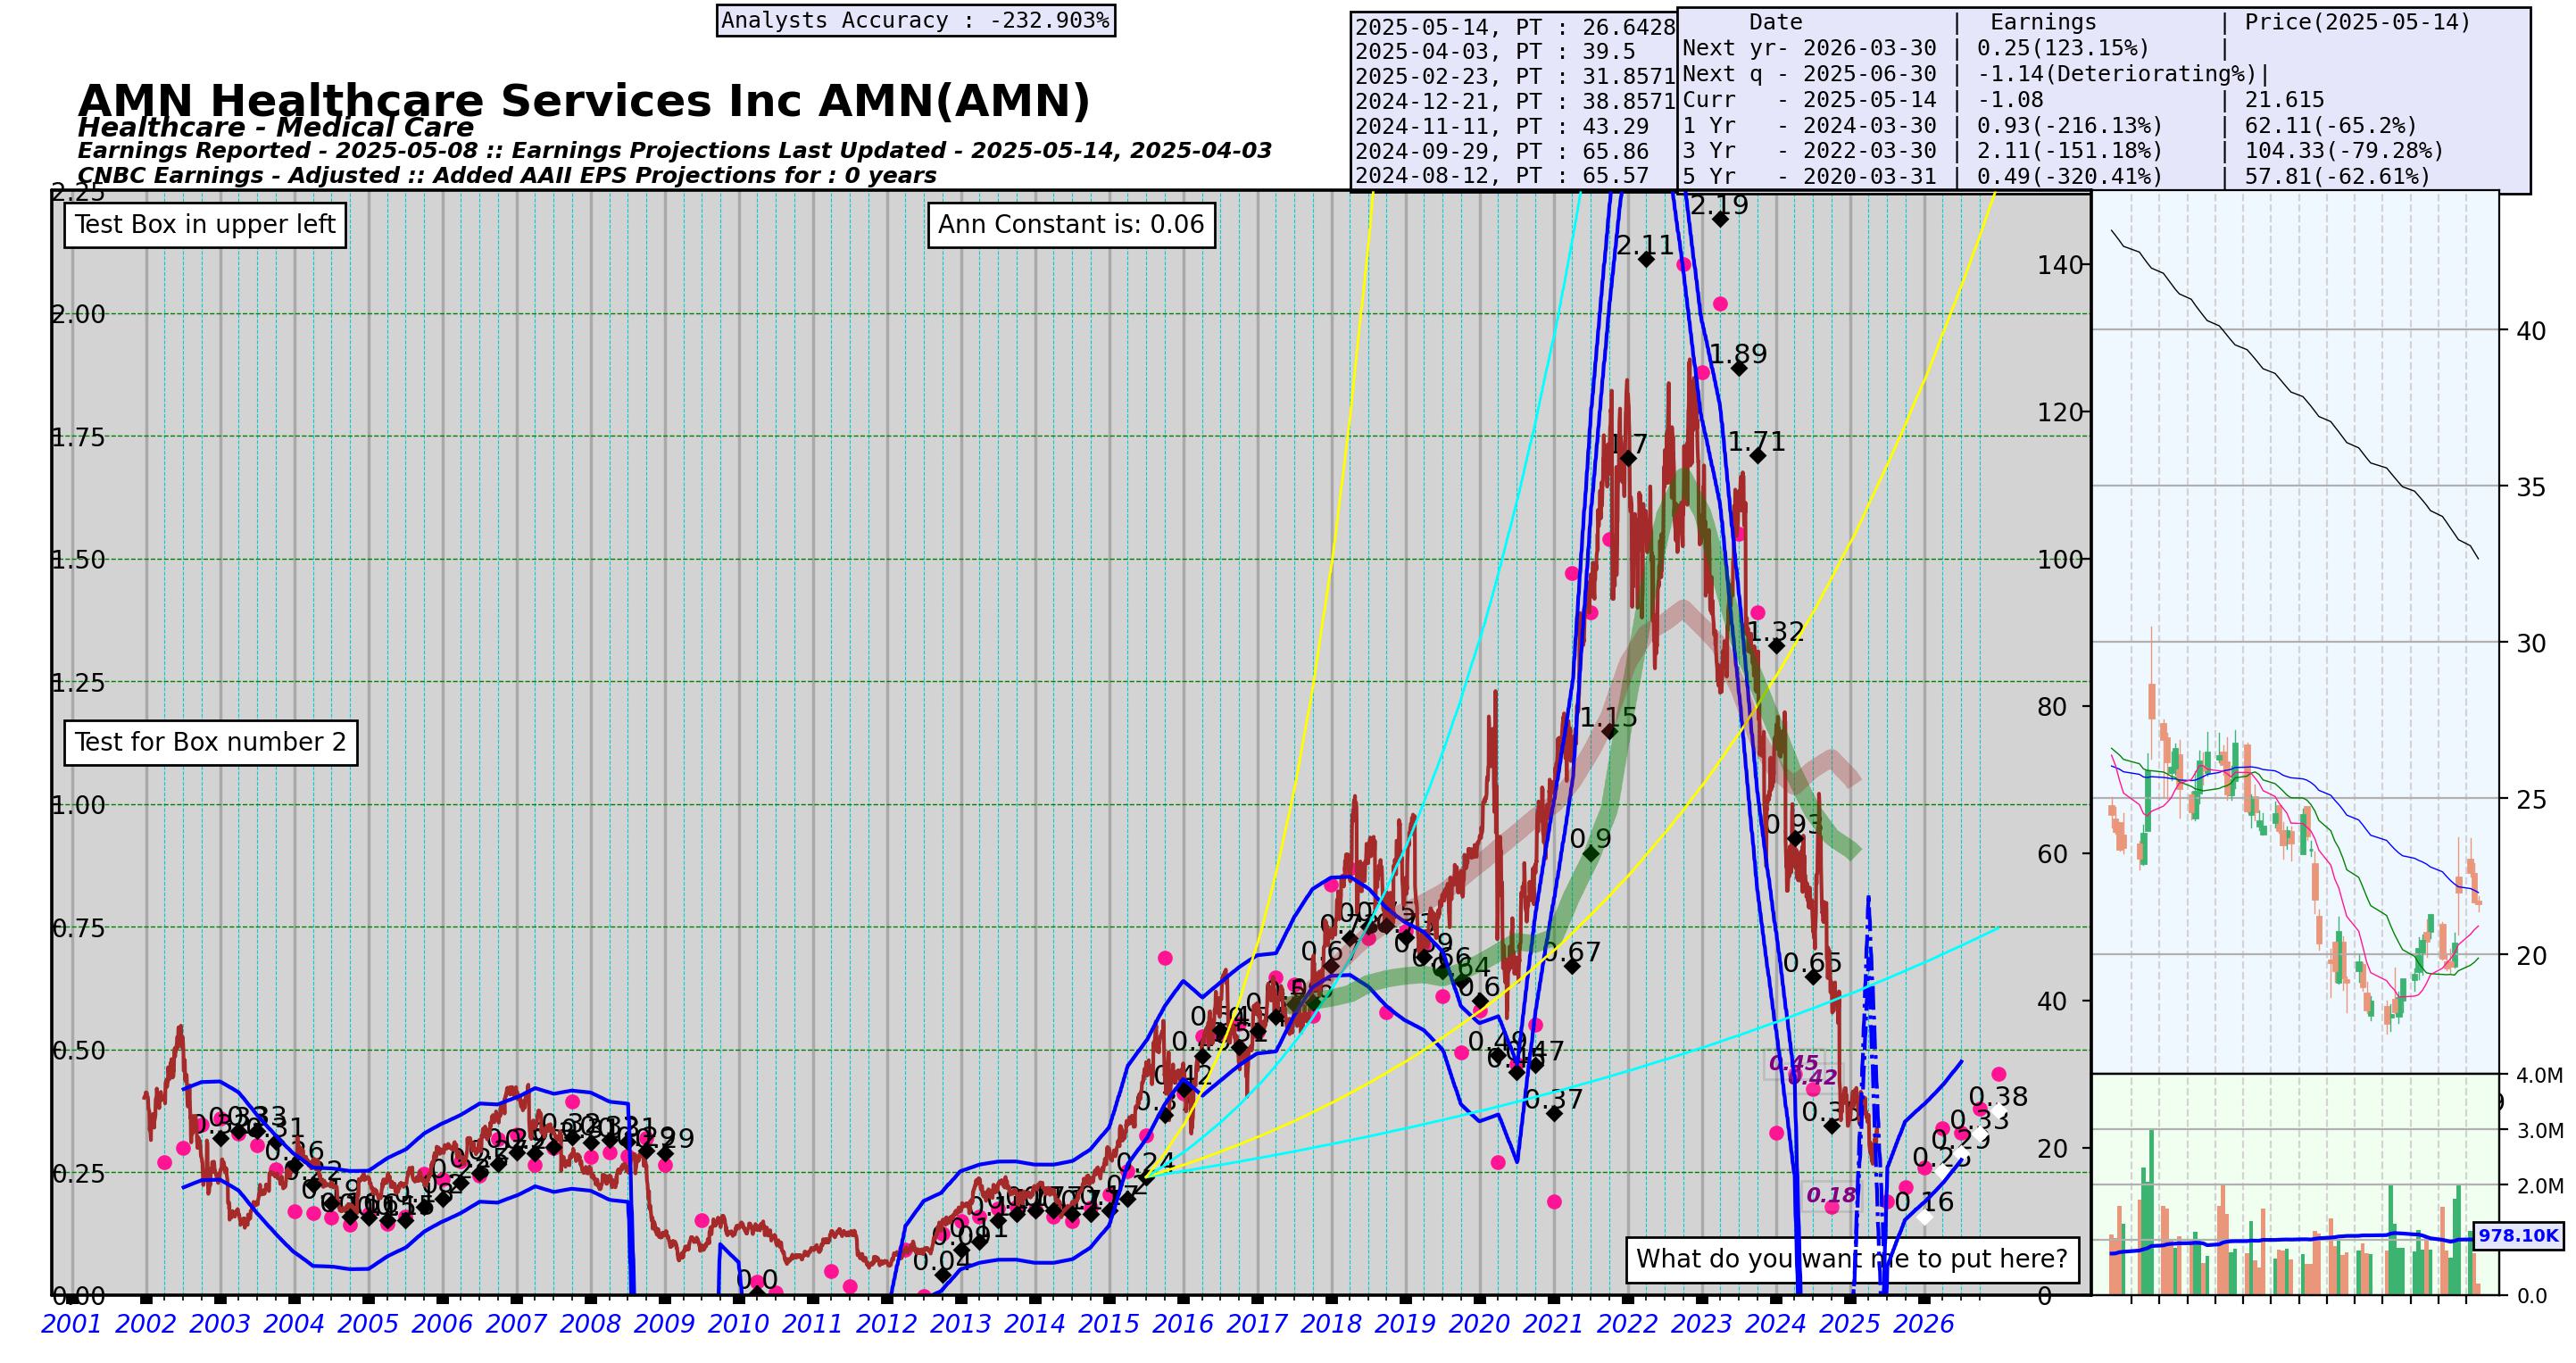 Analysts Accuracy : -232.903%
2025-05-14, PT : 26.6428
2025-04-03, PT : 39.5
2025-02-23, PT : 31.8571
2024-12-21, PT : 38.8571
2024-11-11, PT : 43.29
2024-09-29, PT : 65.86
2024-08-12, PT : 65.57
Date | Earnings | Price(2025-05-14)
Next yr- 2026-03-30 | 0.25(123.15%) |
Next q - 2025-06-30 | -1.14(Deteriorating%)|
Curr - 2025-05-14 | -1.08 | 21.615
1 Yr - 2024-03-30 | 0.93(-216.13%) | 62.11(-65.2%)
3 Yr - 2022-03-30 | 2.11(-151.18%) | 104.33(-79.28%)
5 Yr - 2020-03-31 | 0.49(-320.41%) | 57.81(-62.61%)
AMN Healthcare Services Inc AMN(AMN)
Healthcare - Medical Care
Earnings Reported - 2025-05-08 :: Earnings Projections Last Updated - 2025-05-14, 2025-04-03
CNBC Earnings - Adjusted :: Added AAII EPS Projections for : 0 years
Test Box in upper left
Ann Constant is: 0.06
Test for Box number 2
What do you want me to put here?
2.25
2.00
1.75
1.50
1.25
1.00
0.75
0.50
0.25
0.00
2.19
2.11
1.89
1.7
1.71
1.32
1.15
0.93
0.9
0.67
0.65
0.6
0.37
0.45
0.42
0.18
0.38
0.33
0.29
0.25
0.16
0.24
0.11
0.09
0.04
0.0
140
120
100
80
60
40
20
0
40
35
30
25
20
4.0M
3.0M
2.0M
978.10K
0.0
2001 2002 2003 2004 2005 2006 2007 2008 2009 2010 2011 2012 2013 2014 2015 2016 2017 2018 2019 2020 2021 2022 2023 2024 2025 2026